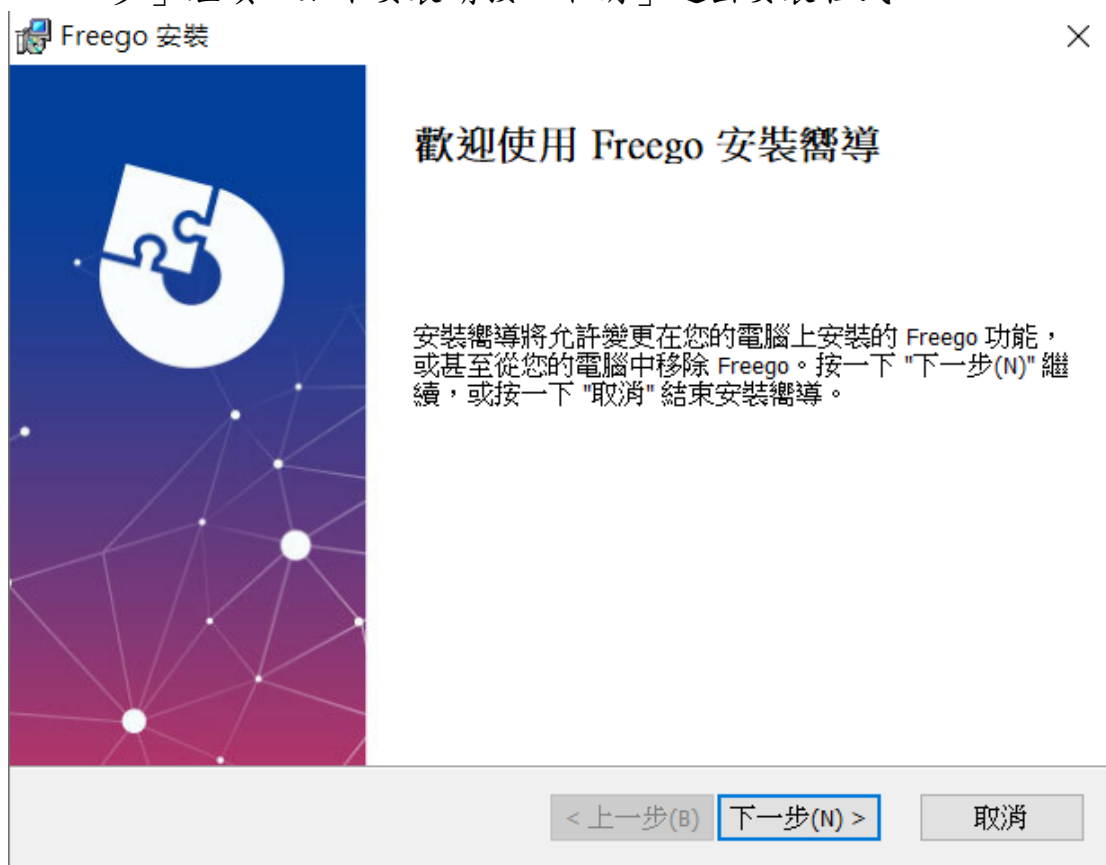 Freego 安裝
歡迎使用 Freego 安裝嚮導
安裝嚮導將允許變更在您的電腦上安裝的 Freego 功能，
或甚至從您的電腦中移除 Freego。按一下 "下一步(N)" 繼
續，或按一下 "取消" 結束安裝嚮導。
< 上一步(B)
下一步(N) >
取消